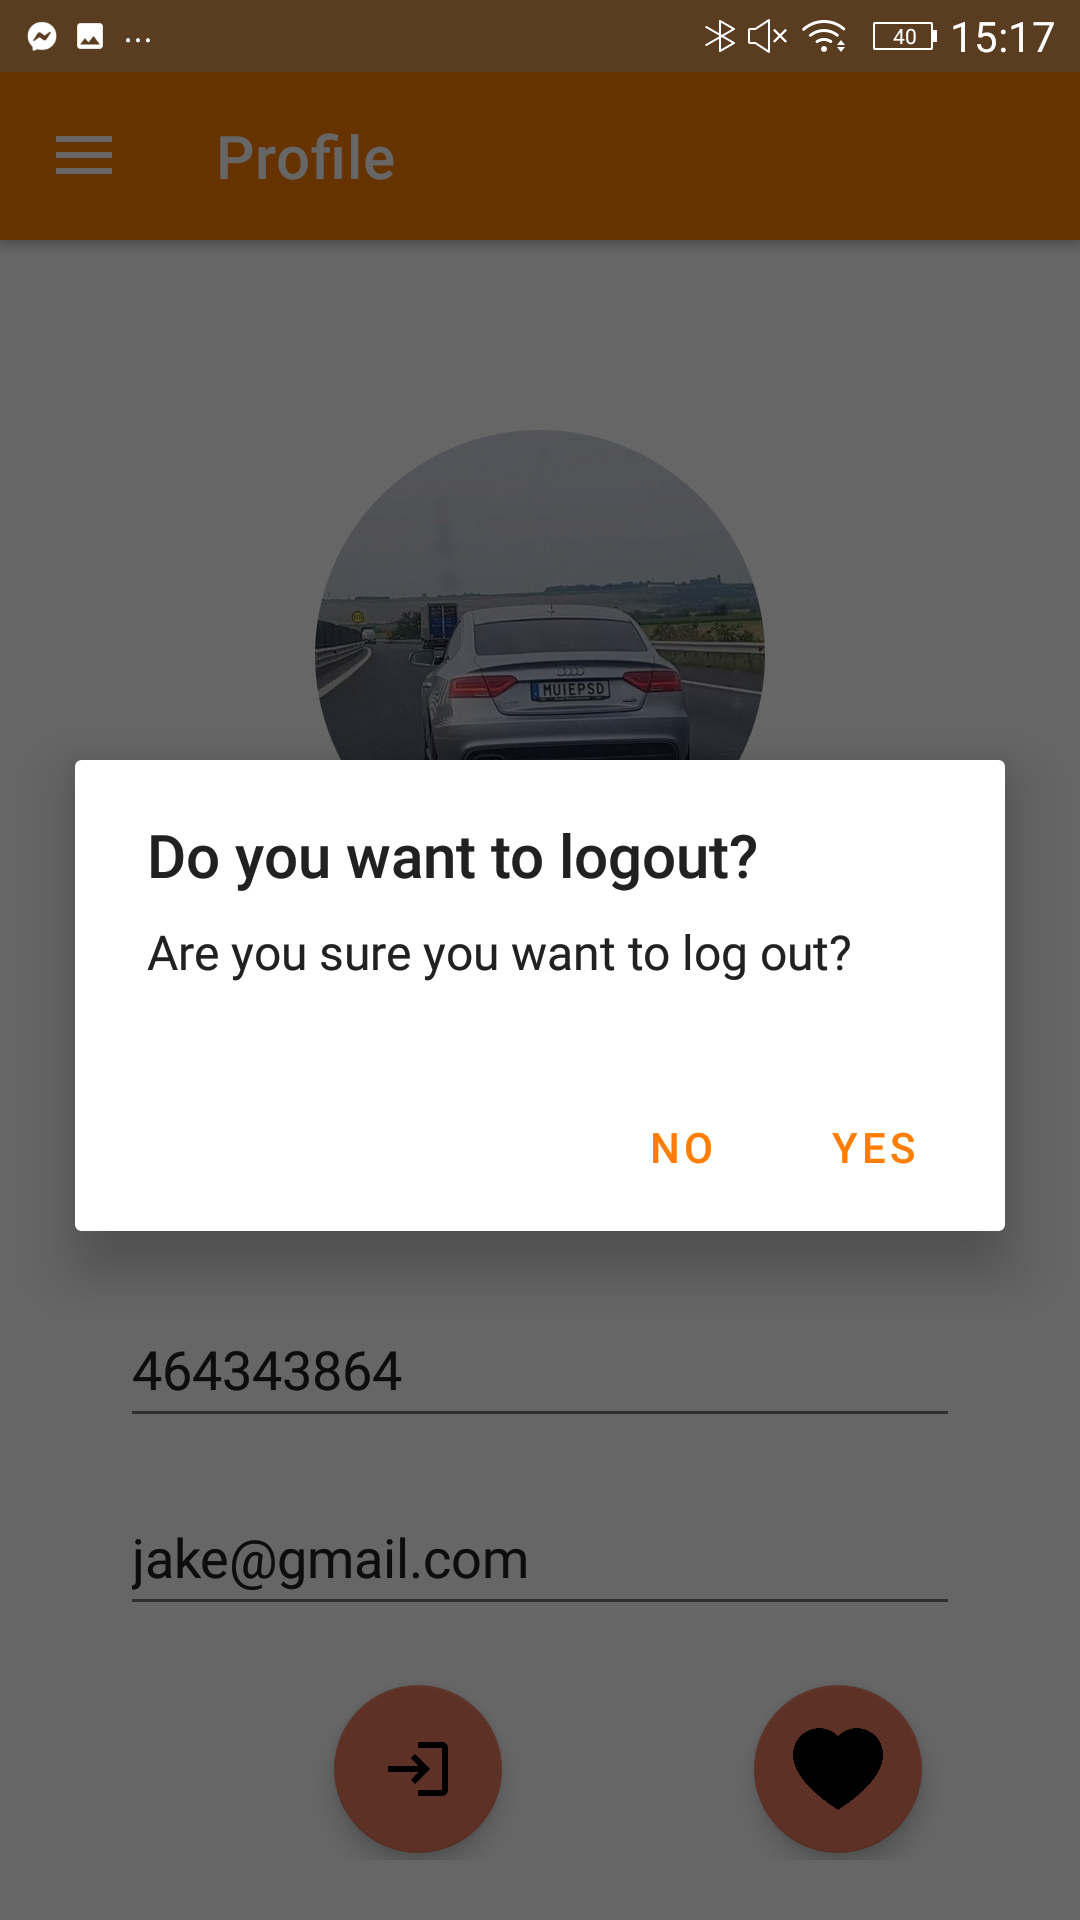 ... 40 15:17
Profile
MUIEPSD
Do you want to logout?
Are you sure you want to log out?
NO YES
464343864
jake@gmail.com